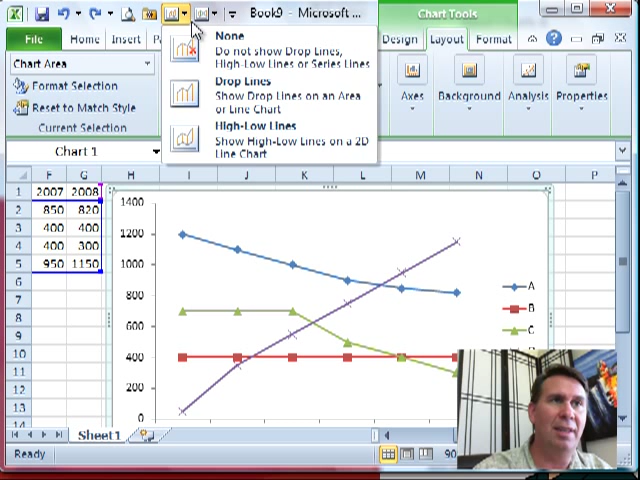 Book9 - Microsoft ...
Chart Tools
File
Home
Insert
Design
Layout
Format
None
Do not show Drop Lines,
High-Low Lines or Series Lines
Drop Lines
Show Drop Lines on an Area
or Line Chart
High-Low Lines
Show High-Low Lines on a 2D
Line Chart
Chart Area
Format Selection
Reset to Match Style
Current Selection
Axes
Background
Analysis
Properties
Chart 1
F G H I J K L M N O P
1 2007 2008
2 850 820
3 400 400
4 400 300
5 950 1150
6
7
8
9
10
11
12
13
14
1400
1200
1000
800
600
400
200
0
A
B
C
Sheet1
Ready
90